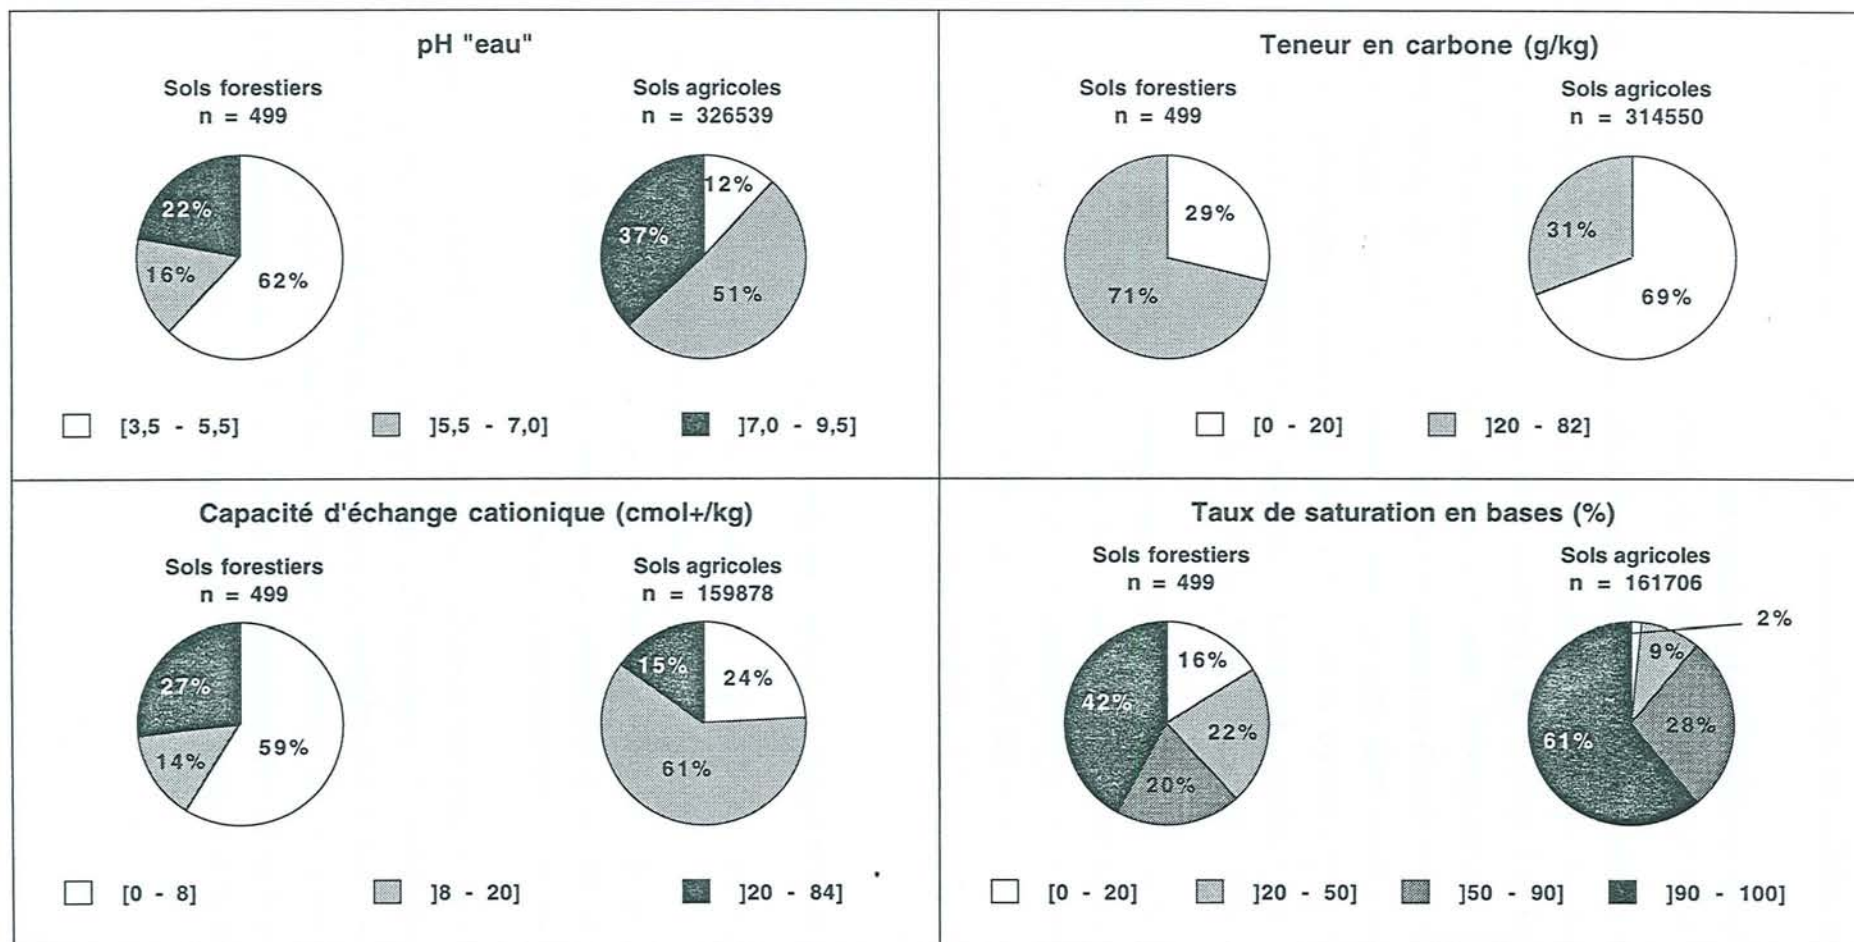 pH "eau"
Sols forestiers
n = 499
Sols agricoles
n = 326539
22%
16%
62%
12%
37%
51%
[3,5 - 5,5]
]5,5 - 7,0]
]7,0 - 9,5]
Teneur en carbone (g/kg)
Sols forestiers
n = 499
Sols agricoles
n = 314550
29%
71%
31%
69%
[0 - 20]
]20 - 82]
Capacité d'échange cationique (cmol+/kg)
Sols forestiers
n = 499
Sols agricoles
n = 159878
27%
14%
59%
15%
24%
61%
[0 - 8]
]8 - 20]
]20 - 84]
Taux de saturation en bases (%)
Sols forestiers
n = 499
Sols agricoles
n = 161706
16%
42%
22%
20%
2%
9%
28%
61%
[0 - 20]
]20 - 50]
]50 - 90]
]90 - 100]